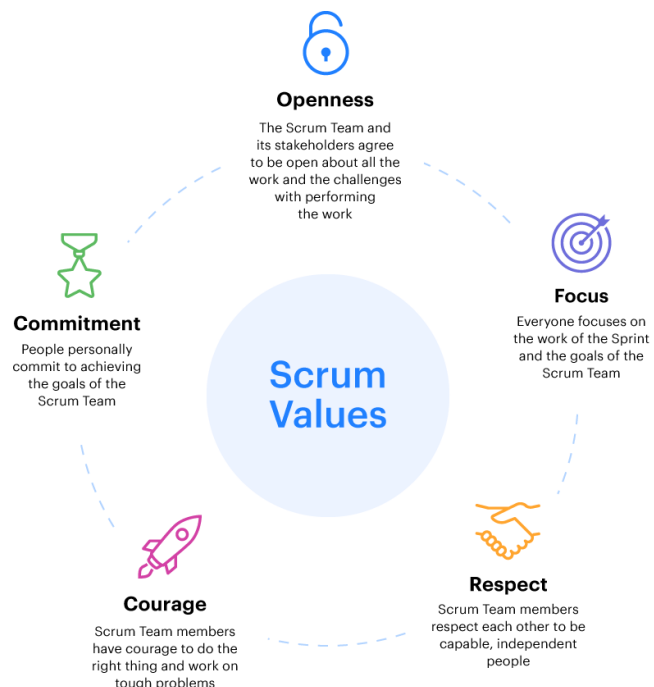 Openness
The Scrum Team and
its stakeholders agree
to be open about all the
work and the challenges
with performing
the work
Focus
Everyone focuses on
the work of the Sprint
and the goals of the
Scrum Team
Commitment
People personally
commit to achieving
the goals of the
Scrum Team
Scrum
Values
Respect
Scrum Team members
respect each other to be
capable, independent
people
Courage
Scrum Team members
have courage to do the
right thing and work on
tough problems